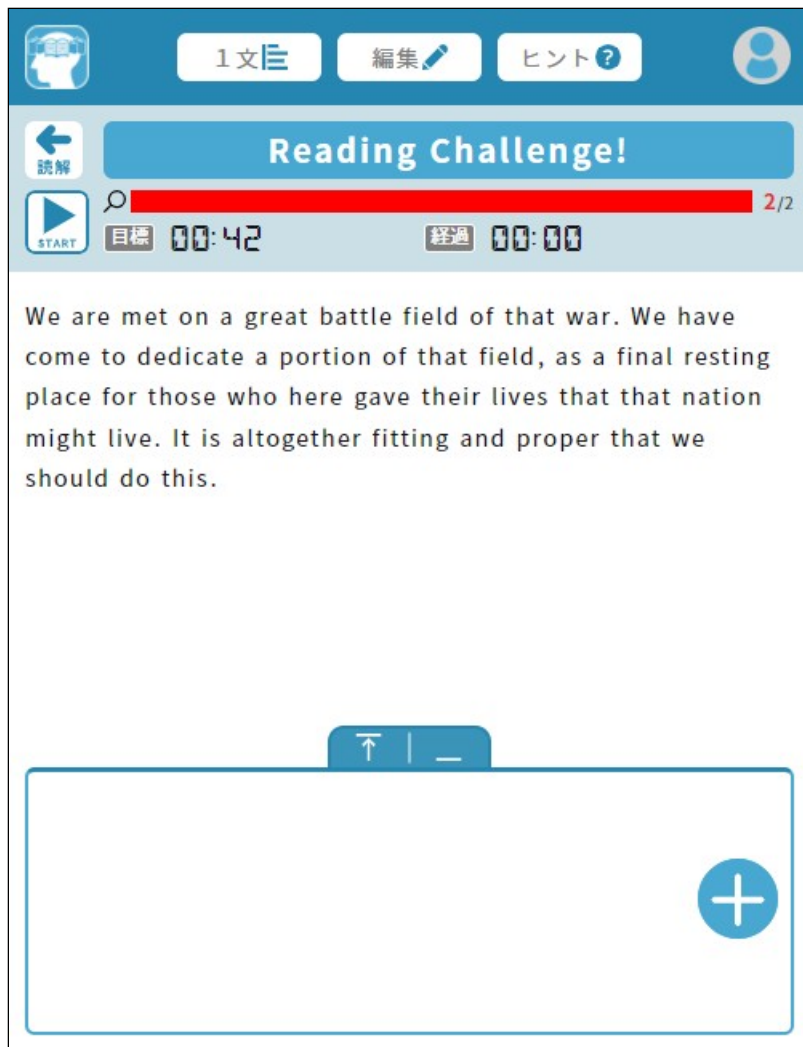 1文
編集
ヒント?
読解
Reading Challenge!
START
2/2
目標 00:42
経過 00:00
We are met on a great battle field of that war. We have
come to dedicate a portion of that field, as a final resting
place for those who here gave their lives that that nation
might live. It is altogether fitting and proper that we
should do this.